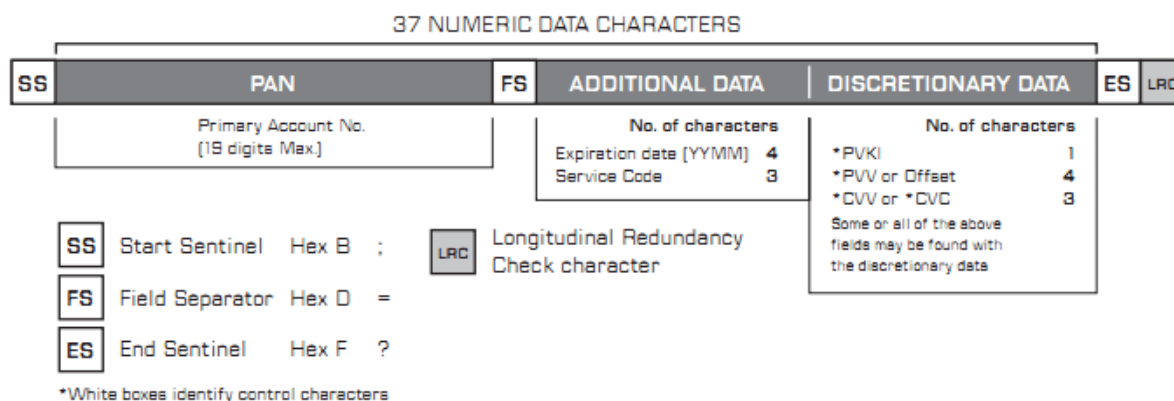 37 NUMERIC DATA CHARACTERS
SS PAN FS ADDITIONAL DATA DISCRETIONARY DATA ES LRC
Primary Account No.
(19 digits Max.)
No. of characters
Expiration date (YYMM) 4
Service Code 3
No. of characters
*PVKI 1
*PVV or Offset 4
*CVV or *CVC 3
Some or all of the above
fields may be found with
the discretionary data
SS Start Sentinel Hex B ;
FS Field Separator Hex D =
ES End Sentinel Hex F ?
LRC Longitudinal Redundancy
Check character
*White boxes identify control characters